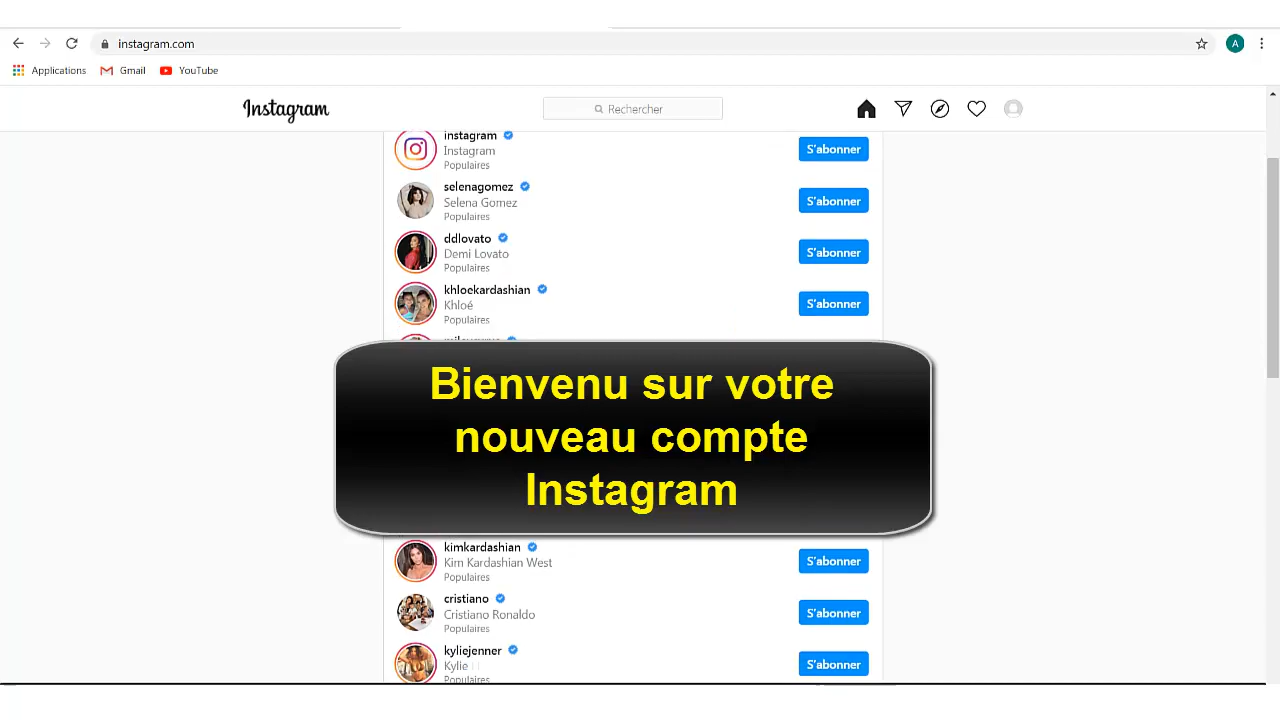 instagram.com
A
Applications
Gmail
YouTube
Instagram
Rechercher
instagram
Instagram
Populaires
S'abonner
selenagomez
Selena Gomez
Populaires
S'abonner
ddlovato
Demi Lovato
Populaires
S'abonner
khloekardashian
Khloé
Populaires
S'abonner
Bienvenu sur votre
nouveau compte
Instagram
kimkardashian
Kim Kardashian West
Populaires
S'abonner
cristiano
Cristiano Ronaldo
Populaires
S'abonner
kyliejenner
Kylie
Populaires
S'abonner